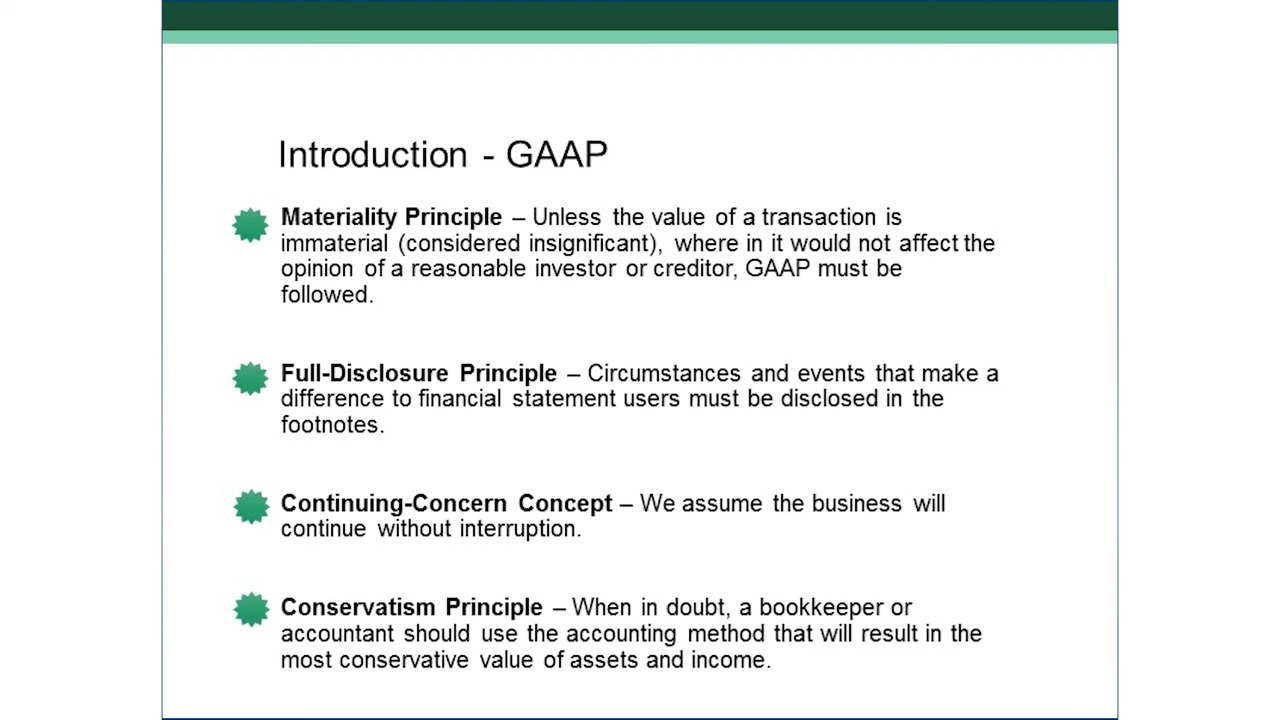 Introduction - GAAP
Materiality Principle – Unless the value of a transaction is
immaterial (considered insignificant), where in it would not affect the
opinion of a reasonable investor or creditor, GAAP must be
followed.
Full-Disclosure Principle – Circumstances and events that make a
difference to financial statement users must be disclosed in the
footnotes.
Continuing-Concern Concept – We assume the business will
continue without interruption.
Conservatism Principle – When in doubt, a bookkeeper or
accountant should use the accounting method that will result in the
most conservative value of assets and income.